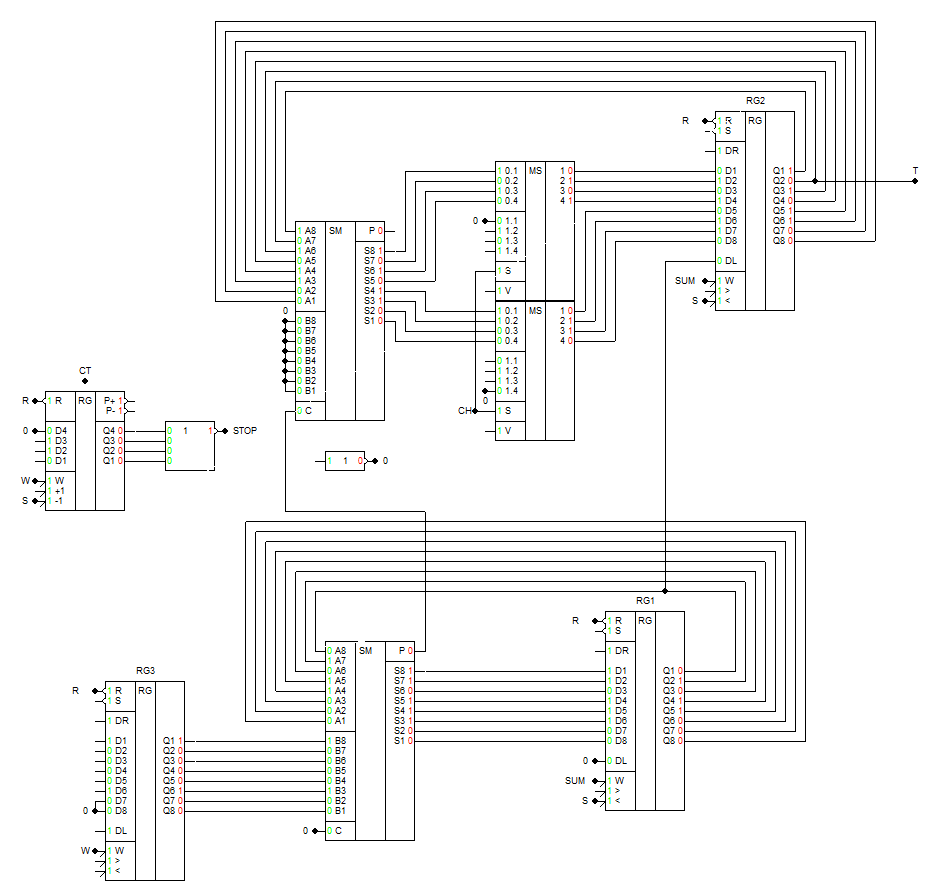 RG2
R 1 R RG
1 S
1 DR
0 D1 Q1 1
1 D2 Q2 0
0 D3 Q3 1
1 D4 Q4 0
0 D5 Q5 1
1 D6 Q6 1
1 D7 Q7 0
0 D8 Q8 0
0 DL
SUM 1 W
1 >
S 1 <
T
1 0.1 MS 1 0
0 0.2 2 1
1 0.3 3 0
0 0.4 4 1
0 0 1.1
1 1.2
1 1.3
1 1.4
1 S
1 V
1 0.1 MS 1 0
1 0.2 2 1
0 0.3 3 1
0 0.4 4 0
1 1.1
1 1.2
1 1.3
0 0 1.4
CH 1 S
1 V
1 A8 SM P 0
0 A7
1 A6 S8 1
0 A5 S7 0
1 A4 S6 1
1 A3 S5 0
0 A2 S4 1
0 A1 S3 1
S2 0
S1 0
0
0 B8
0 B7
0 B6
0 B5
0 B4
0 B3
0 B2
0 B1
0 C
CT
R 1 R RG P+ 1
P- 1
0 0 D4 Q4 0
1 D3 Q3 0
1 D2 Q2 0
1 D1 Q1 0
W 1 W
1 +1
S 1 -1
0 1 1 STOP
0
0
0
1 1 0 0
RG1
R 1 R RG
1 S
1 DR
1 D1 Q1 0
1 D2 Q2 1
0 D3 Q3 0
1 D4 Q4 1
1 D5 Q5 1
1 D6 Q6 0
0 D7 Q7 0
0 D8 Q8 0
0 0 DL
SUM 1 W
1 >
S 1 <
0 A8 SM P 0
1 A7
0 A6 S8 1
1 A5 S7 1
1 A4 S6 0
0 A3 S5 1
0 A2 S4 1
0 A1 S3 1
S2 0
S1 0
1 B8
0 B7
0 B6
0 B5
0 B4
1 B3
0 B2
0 B1
0 0 C
RG3
R 1 R RG
1 S
1 DR
1 D1 Q1 1
0 D2 Q2 0
0 D3 Q3 0
0 D4 Q4 0
0 D5 Q5 0
1 D6 Q6 1
0 D7 Q7 0
0 0 D8 Q8 0
1 DL
W 1 W
1 >
1 <